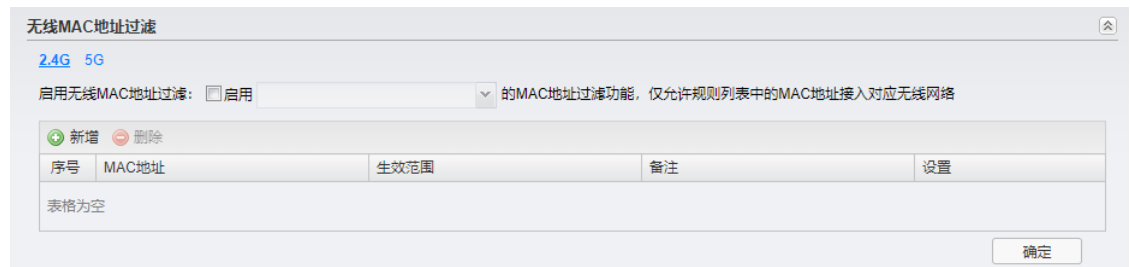 无线MAC地址过滤
2.4G 5G
启用无线MAC地址过滤： 启用 的MAC地址过滤功能，仅允许规则列表中的MAC地址接入对应无线网络
新增 删除
序号 MAC地址 生效范围 备注 设置
表格为空
确定